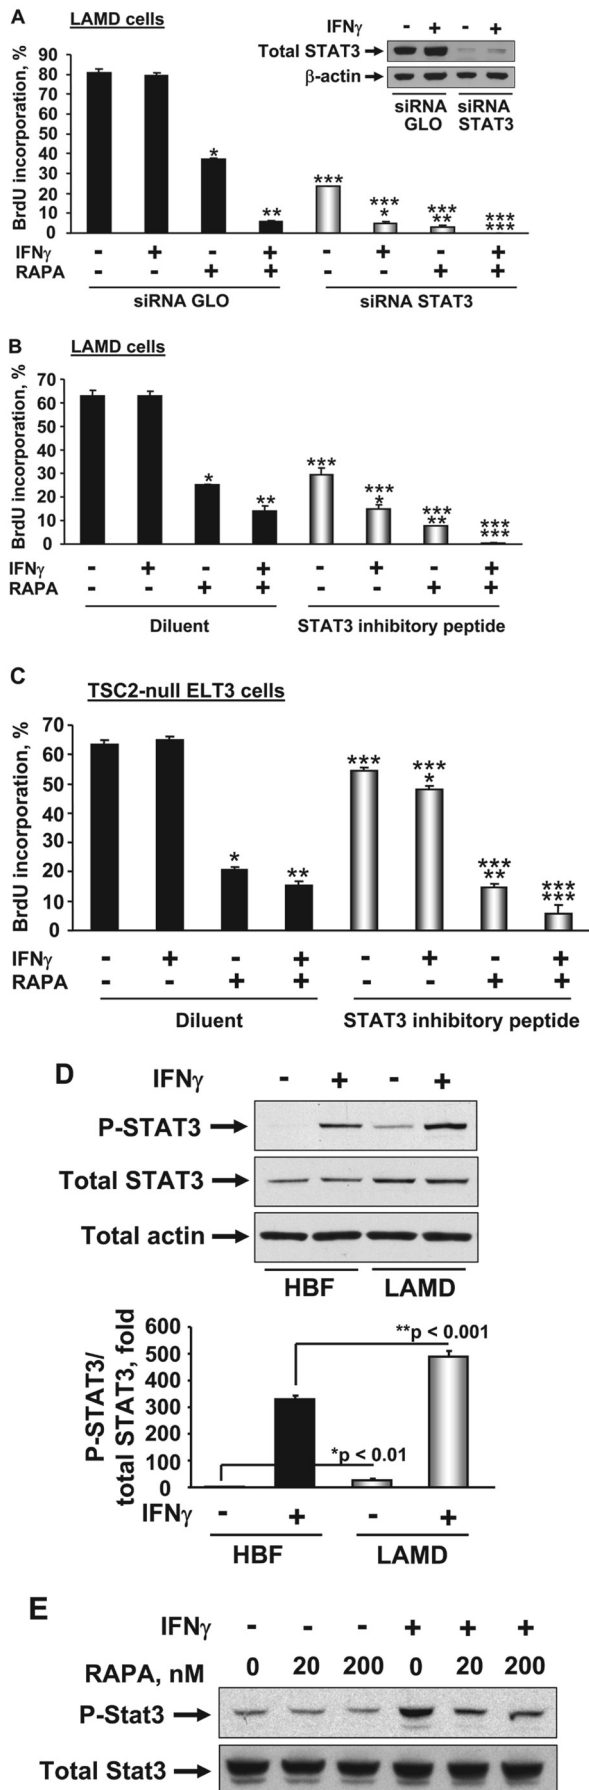 A
LAMD cells
BrdU incorporation, %
90
80
70
60
50
40
30
20
10
0
*
**
***
***
*
***
**
***
***
IFNγ - +
Total STAT3
β-actin
siRNA GLO
siRNA STAT3
IFNγ - + - + - + - +
RAPA - - + + - - + +
siRNA GLO siRNA STAT3
B
LAMD cells
BrdU incorporation, %
70
60
50
40
30
20
10
0
*
**
***
***
*
***
**
***
***
IFNγ - + - + - + - +
RAPA - - + + - - + +
Diluent STAT3 inhibitory peptide
C
TSC2-null ELT3 cells
BrdU incorporation, %
70
60
50
40
30
20
10
0
*
**
***
***
*
***
**
***
***
IFNγ - + - + - + - +
RAPA - - + + - - + +
Diluent STAT3 inhibitory peptide
D
IFNγ - + - +
P-STAT3
Total STAT3
Total actin
HBF LAMD
P-STAT3/
total STAT3, fold
600
500
400
300
200
100
0
**p < 0.001
*p < 0.01
IFNγ - + - +
HBF LAMD
E
IFNγ - - - + + +
RAPA, nM 0 20 200 0 20 200
P-Stat3
Total Stat3